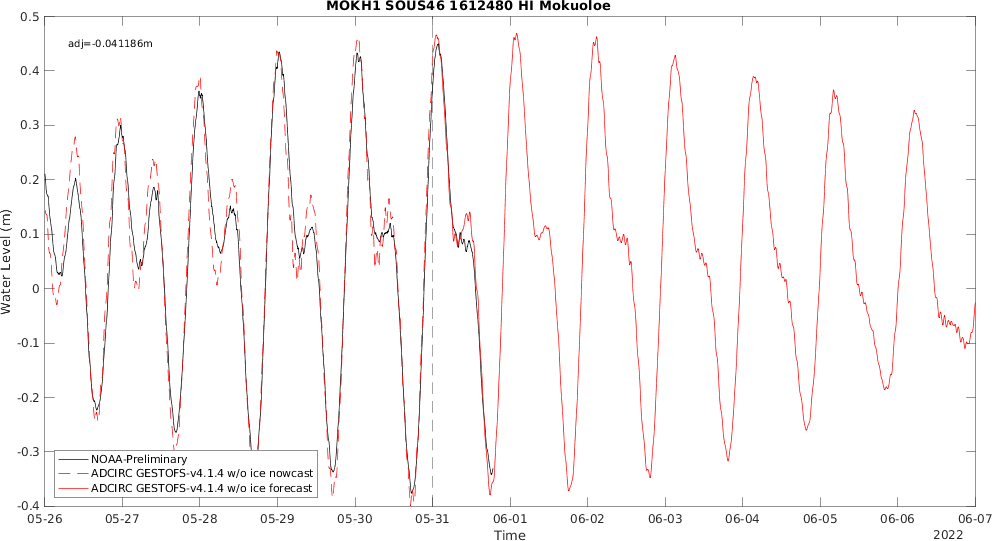 MOKH1 SOUS46 1612480 HI Mokuoloe
adj=-0.041186m
Water Level (m)
0.5
0.4
0.3
0.2
0.1
0
-0.1
-0.2
-0.3
-0.4
NOAA-Preliminary
ADCIRC GESTOFS-v4.1.4 w/o ice nowcast
ADCIRC GESTOFS-v4.1.4 w/o ice forecast
05-26 05-27 05-28 05-29 05-30 05-31 06-01 06-02 06-03 06-04 06-05 06-06 06-07
Time
2022